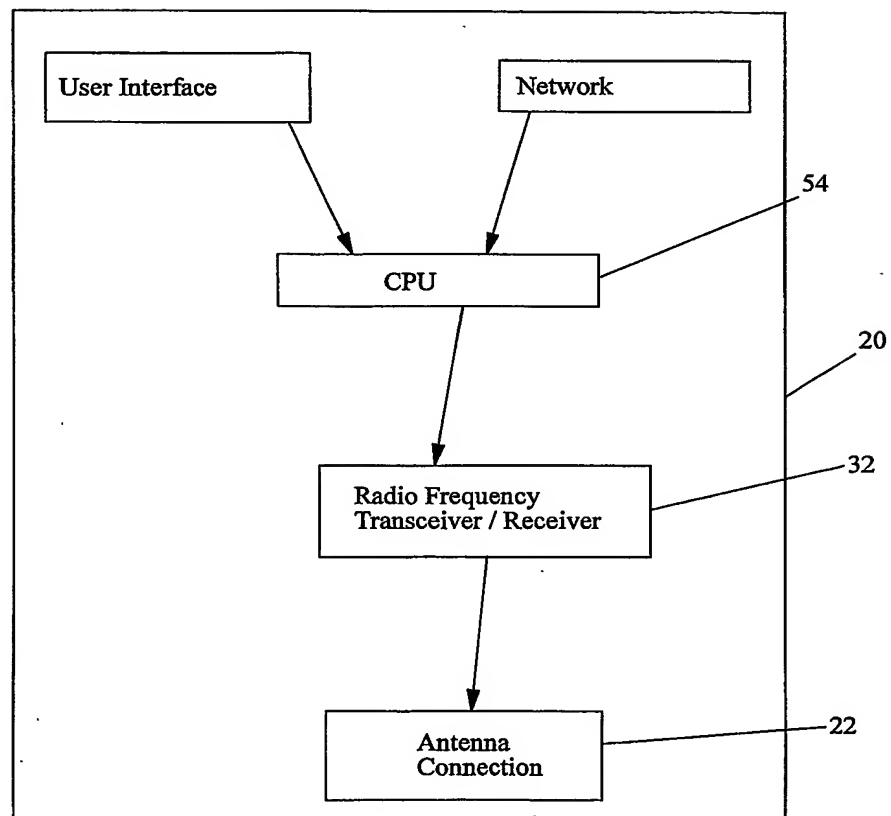 User Interface
Network
54
CPU
20
32
Radio Frequency
Transceiver / Receiver
22
Antenna
Connection